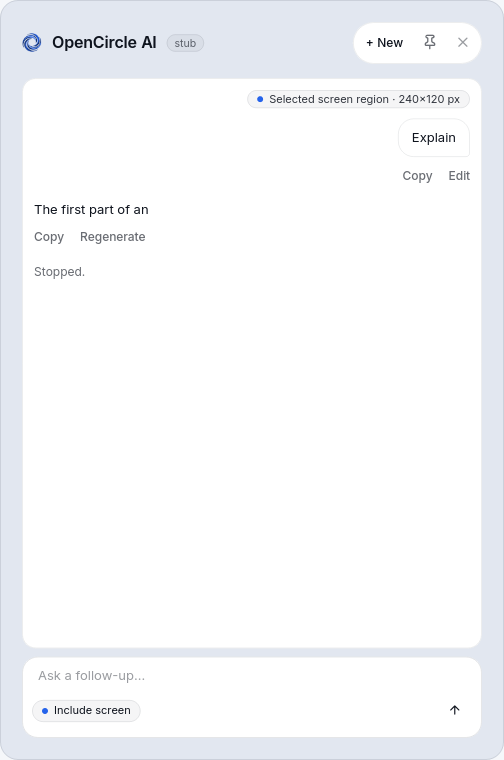 OpenCircle AI stub
+ New
Selected screen region · 240×120 px
Explain
Copy Edit
The first part of an
Copy Regenerate
Stopped.
Ask a follow-up...
Include screen